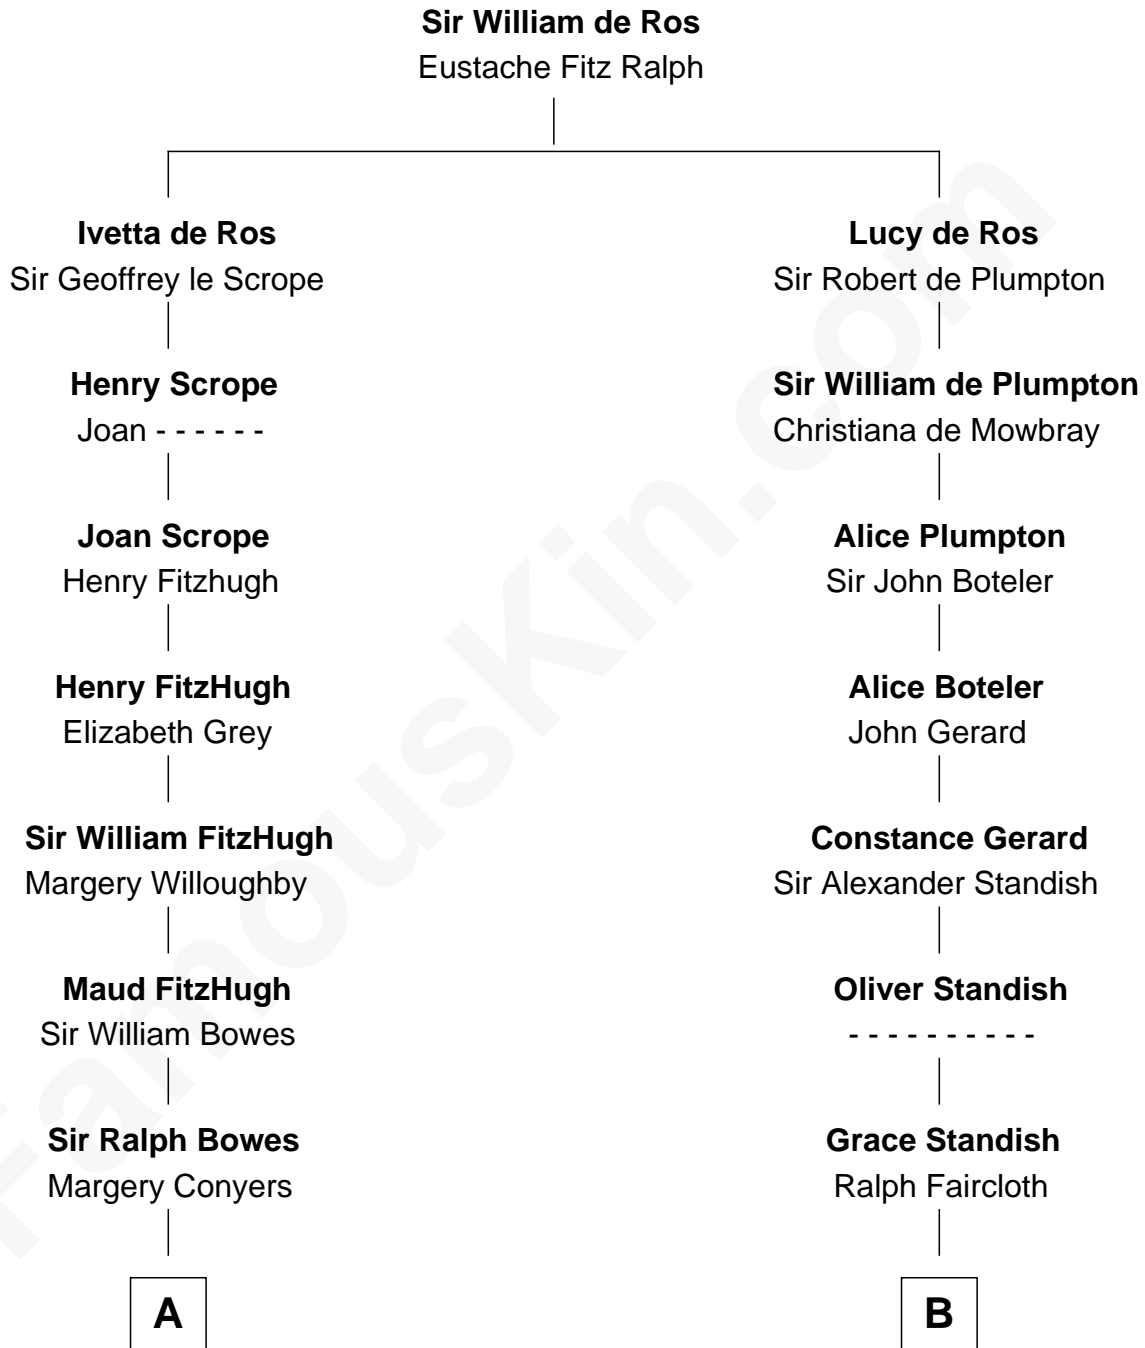 Sir William de Ros
Eustache Fitz Ralph
Ivetta de Ros
Sir Geoffrey le Scrope
Lucy de Ros
Sir Robert de Plumpton
Henry Scrope
Joan - - - - - -
Sir William de Plumpton
Christiana de Mowbray
Joan Scrope
Henry Fitzhugh
Alice Plumpton
Sir John Boteler
Henry FitzHugh
Elizabeth Grey
Alice Boteler
John Gerard
Sir William FitzHugh
Margery Willoughby
Constance Gerard
Sir Alexander Standish
Maud FitzHugh
Sir William Bowes
Oliver Standish
- - - - - - - - - -
Sir Ralph Bowes
Margery Conyers
Grace Standish
Ralph Faircloth
A
B
FamousKin.com